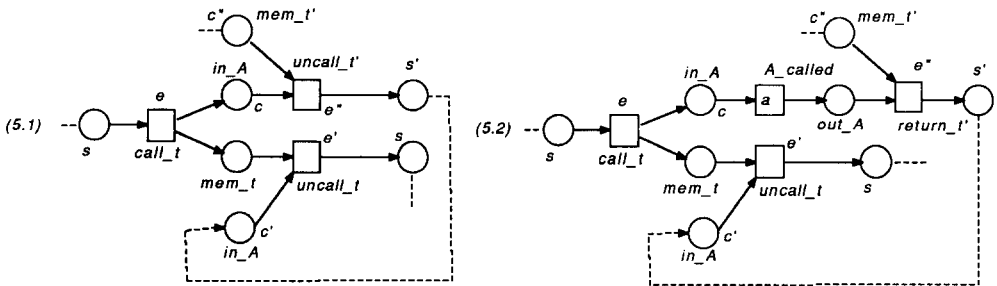 c" mem_t'
uncall_t'
in_A s'
e c e"
(5.1)
s call_t e' s
mem_t uncall_t
c'
in_A
c" mem_t'
e"
in_A A_called s'
e c a
(5.2) out_A return_t'
s call_t e'
mem_t uncall_t s
c'
in_A